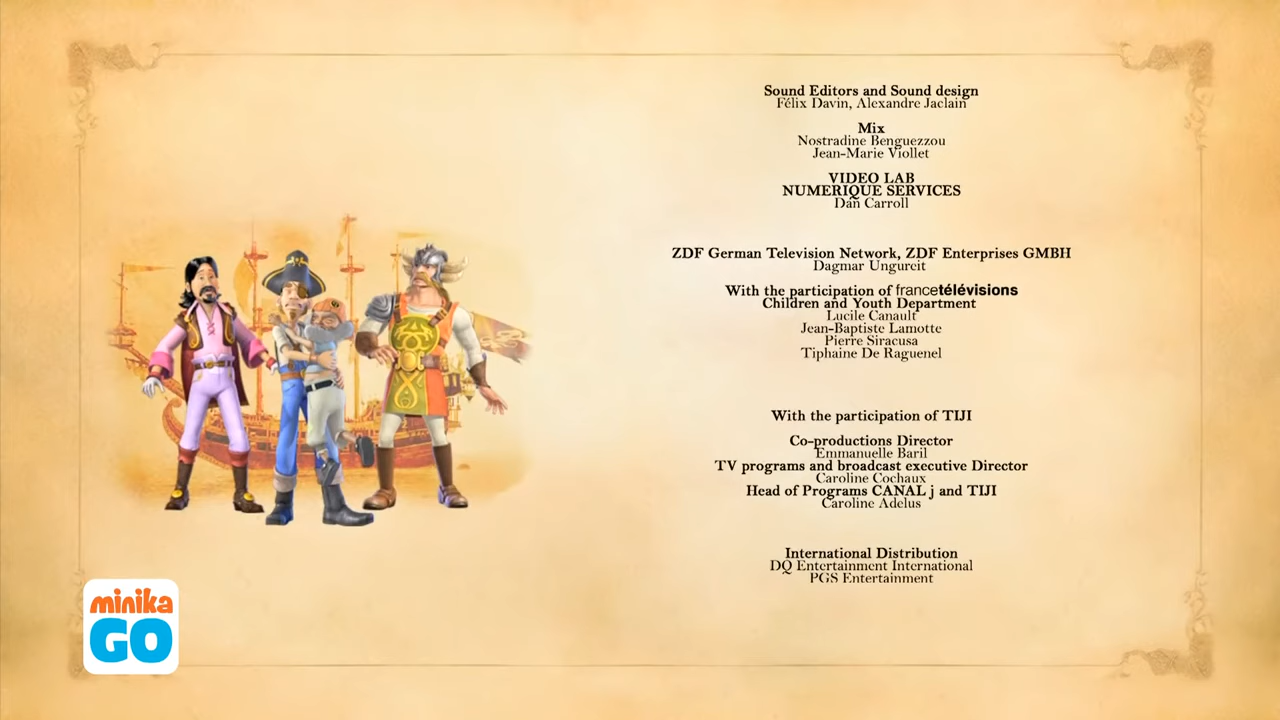 Sound Editors and Sound design
Félix Davin, Alexandre Jaclain
Mix
Nostradine Benguezzou
Jean-Marie Viollet
VIDEO LAB
NUMERIQUE SERVICES
Dan Carroll
ZDF German Television Network, ZDF Enterprises GMBH
Dagmar Ungureit
With the participation of francetélévisions
Children and Youth Department
Lucile Canault
Jean-Baptiste Lamotte
Pierre Siracusa
Tiphaine De Raguenel
With the participation of TIJI
Co-productions Director
Emmanuelle Baril
TV programs and broadcast executive Director
Caroline Cochaux
Head of Programs CANAL j and TIJI
Caroline Adelus
International Distribution
DQ Entertainment International
PGS Entertainment
minika
GO